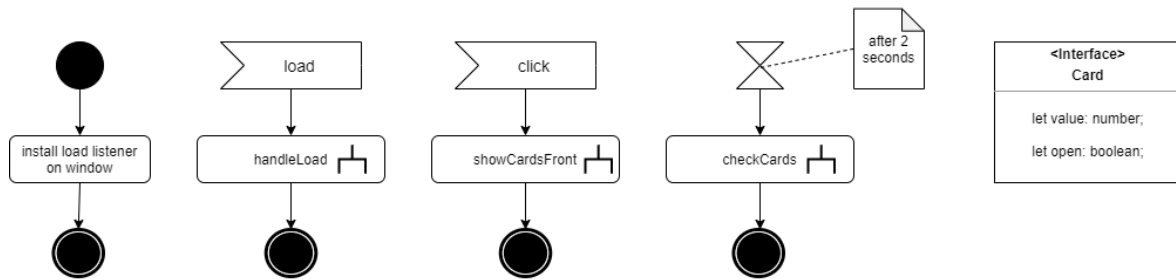 load
click
after 2
seconds
<Interface>
Card
install load listener
on window
handleLoad
showCardsFront
checkCards
let value: number;
let open: boolean;